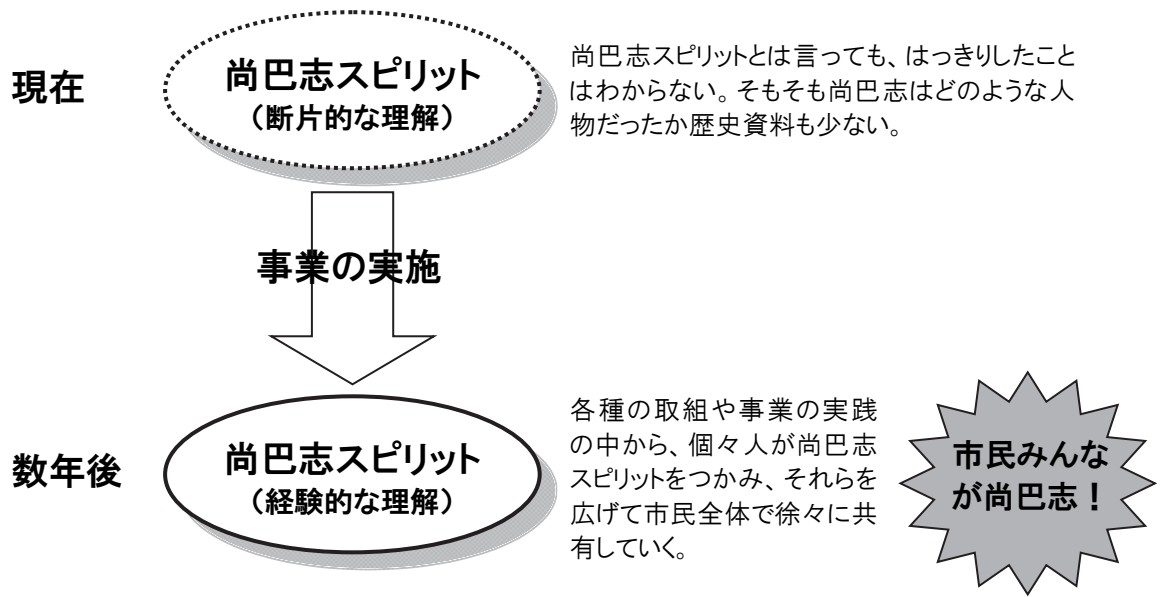 現在
尚巴志スピリット
（断片的な理解）
尚巴志スピリットとは言っても、はっきりしたこと
はわからない。そもそも尚巴志はどのような人
物だったか歴史資料も少ない。
事業の実施
数年後
尚巴志スピリット
（経験的な理解）
各種の取組や事業の実践
の中から、個々人が尚巴志
スピリットをつかみ、それらを
広げて市民全体で徐々に共
有していく。
市民みんな
が尚巴志！